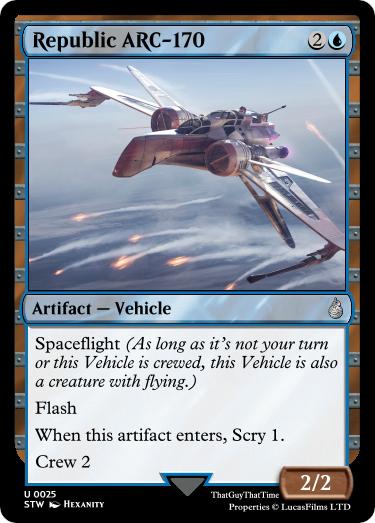 Republic ARC-170 2
Artifact — Vehicle
Spaceflight (As long as it's not your turn
or this Vehicle is crewed, this Vehicle is also
a creature with flying.)
Flash
When this artifact enters, Scry 1.
Crew 2
2/2
U 0025
STW Hexanity
ThatGuyThatTime
Properties © LucasFilms LTD